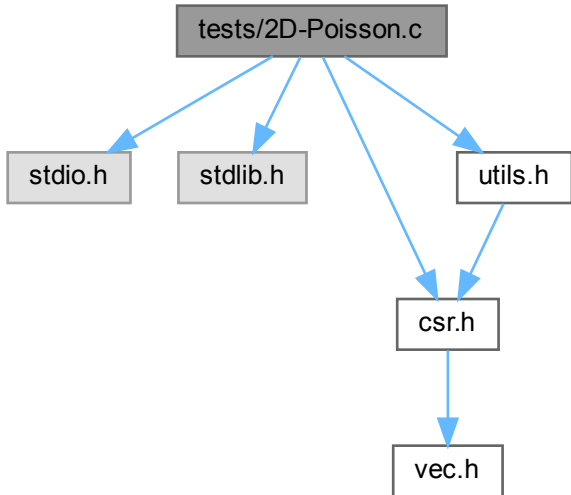 tests/2D-Poisson.c
stdio.h
stdlib.h
utils.h
csr.h
vec.h